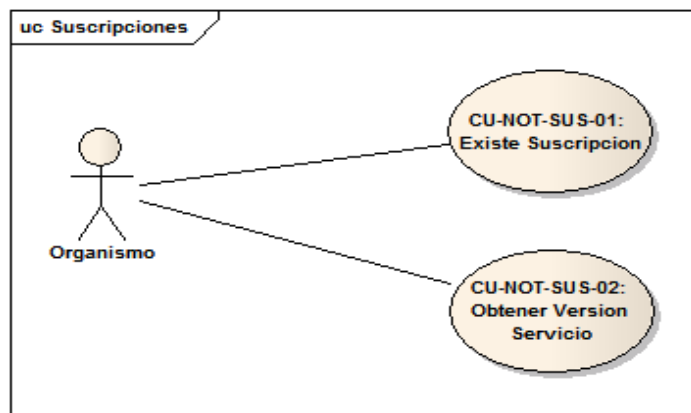 uc Suscripciones
CU-NOT-SUS-01:
Existe Suscripcion
Organismo
CU-NOT-SUS-02:
Obtener Version
Servicio